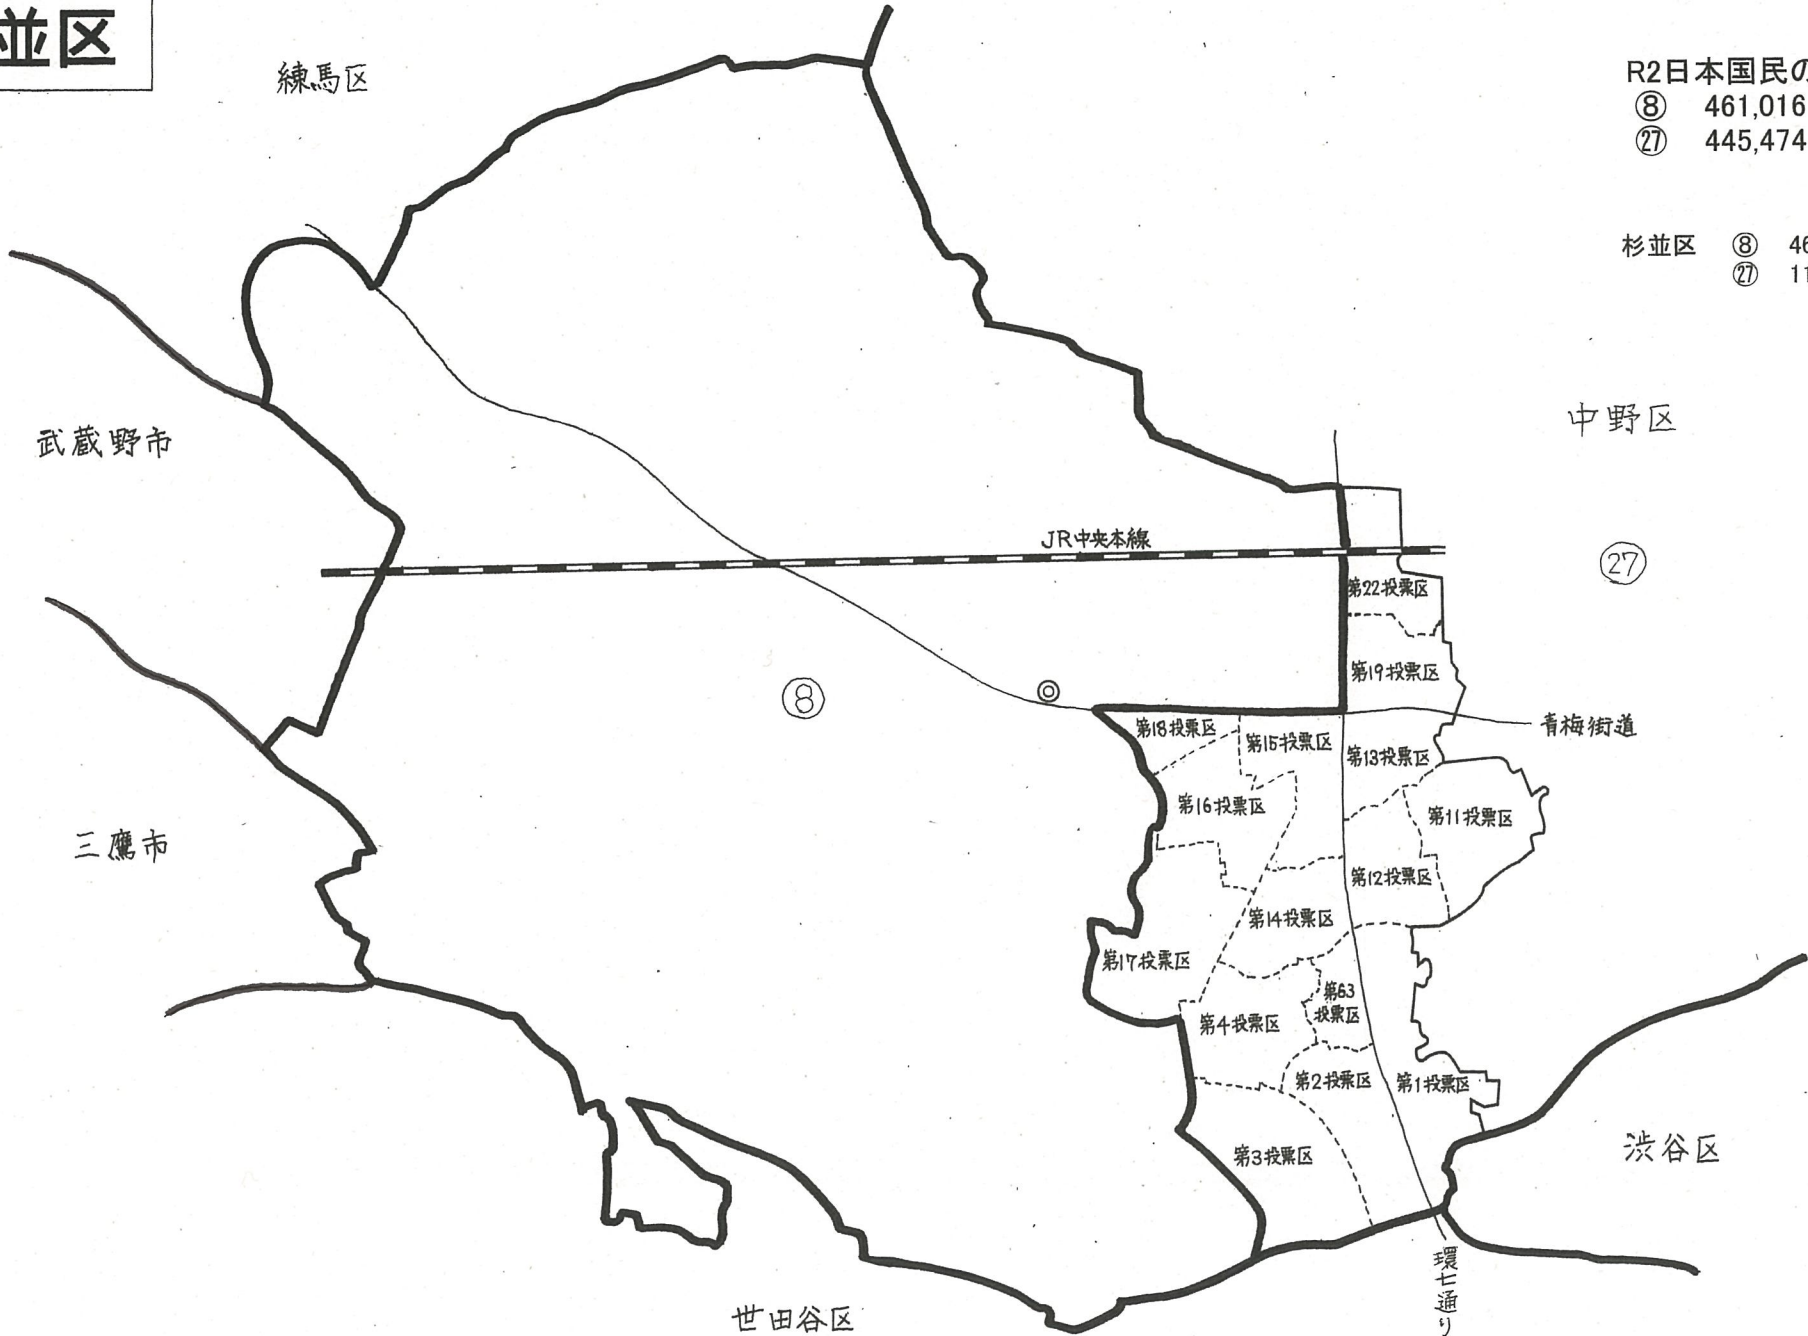 並区
練馬区
R2日本国民の
⑧ 461,016
㉗ 445,474
杉並区 ⑧ 46
㉗ 11
武蔵野市
中野区
JR中央本線
㉗
第22投票区
第19投票区
⑧
青梅街道
第18投票区
第15投票区
第13投票区
第16投票区
第11投票区
三鷹市
第12投票区
第14投票区
第17投票区
第63
投票区
第4投票区
第2投票区
第1投票区
第3投票区
渋谷区
環七通り
世田谷区